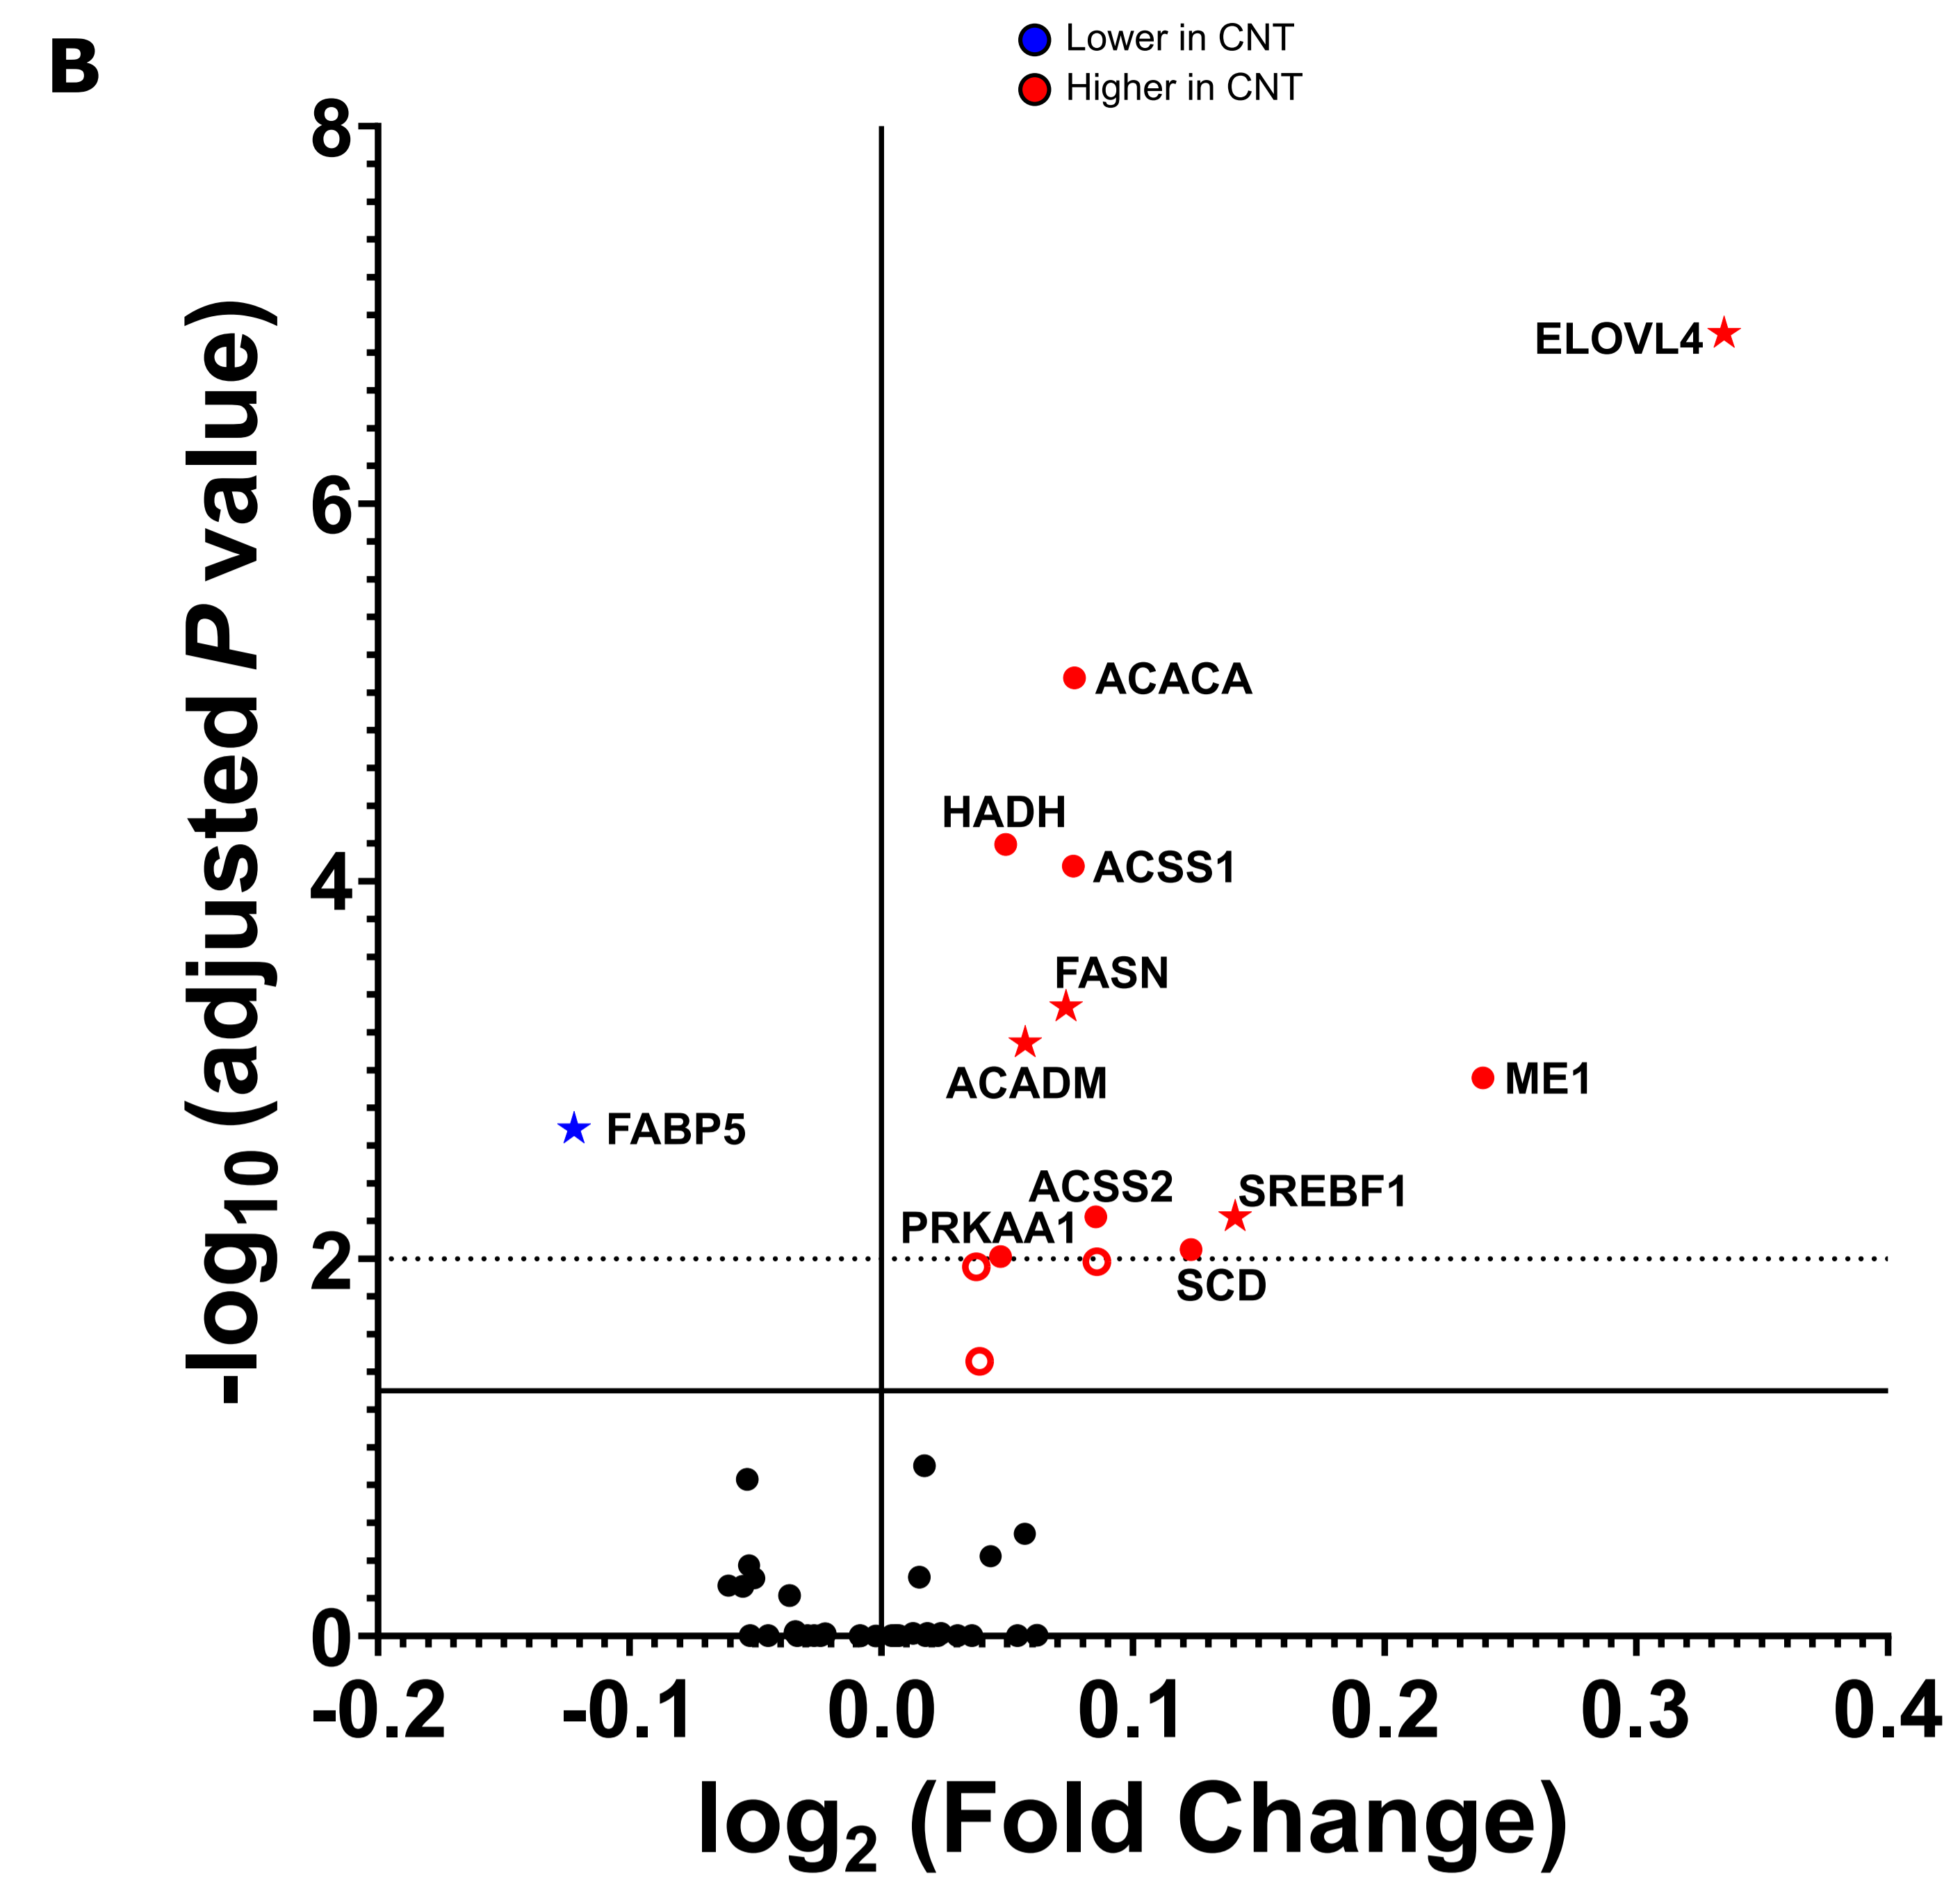 B
Lower in CNT
Higher in CNT
8
6
4
2
0
-log10 (adjusted P value)
ELOVL4
ACACA
HADH
ACSS1
FASN
ACADM
ME1
FABP5
ACSS2
SREBF1
PRKAA1
SCD
-0.2
-0.1
0.0
0.1
0.2
0.3
0.4
log2 (Fold Change)